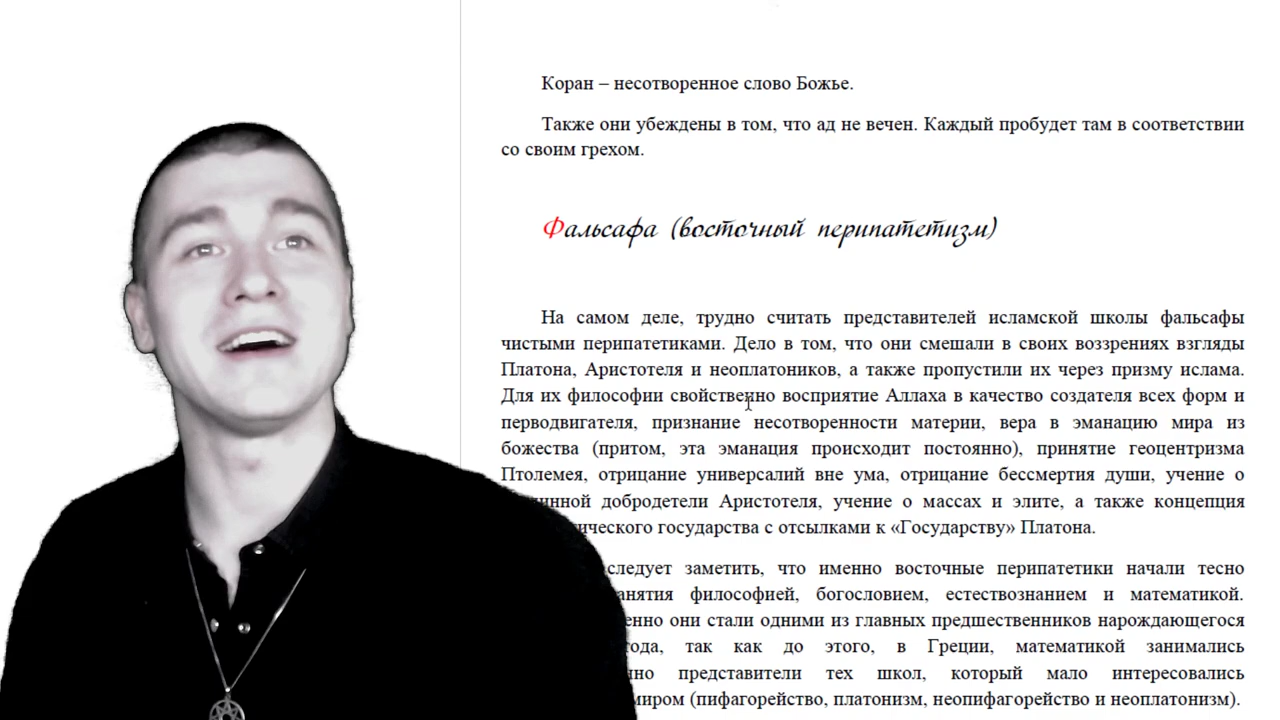 Коран – несотворенное слово Божье.
Также они убеждены в том, что ад не вечен. Каждый пробудет там в соответствии
со своим грехом.
Фальсафа (восточный перипатетизм)
На самом деле, трудно считать представителей исламской школы фальсафы
чистыми перипатетиками. Дело в том, что они смешали в своих воззрениях взгляды
Платона, Аристотеля и неоплатоников, а также пропустили их через призму ислама.
Для их философии свойственно восприятие Аллаха в качество создателя всех форм и
перводвигателя, признание несотворенности материи, вера в эманацию мира из
божества (притом, эта эманация происходит постоянно), принятие геоцентризма
Птолемея, отрицание универсалий вне ума, отрицание бессмертия души, учение о
добродетели Аристотеля, учение о массах и элите, а также концепция
государства с отсылками к «Государству» Платона.
следует заметить, что именно восточные перипатетики начали тесно
философией, богословием, естествознанием и математикой.
они стали одними из главных предшественников нарождающегося
так как до этого, в Греции, математикой занимались
представители тех школ, который мало интересовались
миром (пифагорейство, платонизм, неопифагорейство и неоплатонизм).